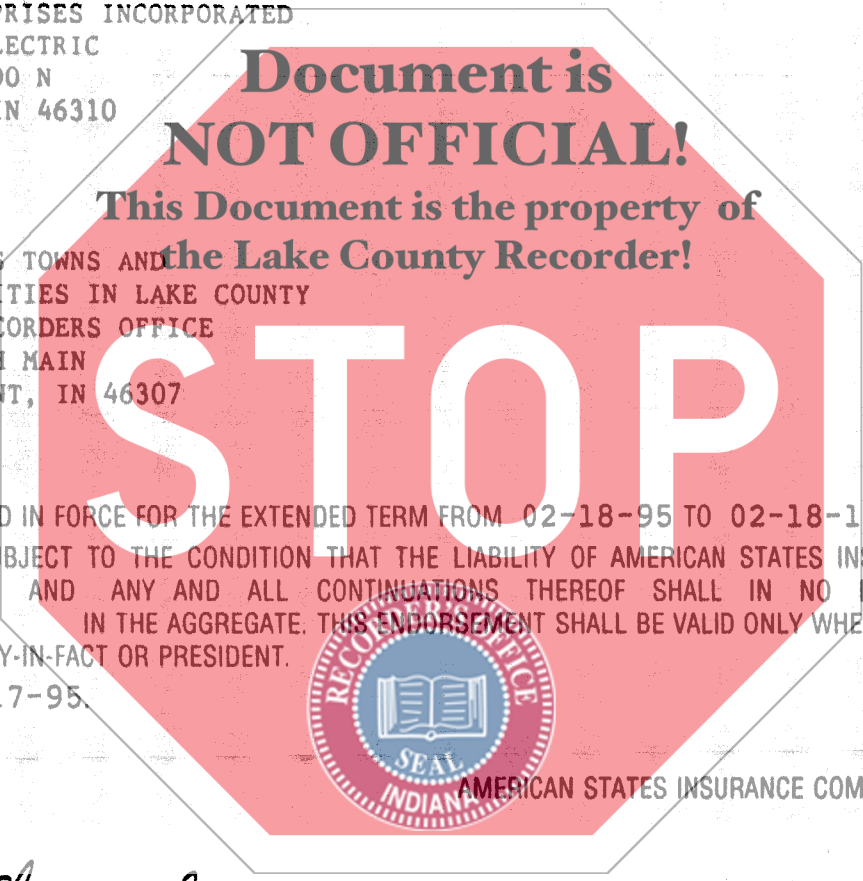 PRISES INCORPORATED
LECTRIC
00 N
IN 46310
Document is
NOT OFFICIAL!
This Document is the property of
the Lake County Recorder!
S TOWNS AND
ITIES IN LAKE COUNTY
CORDERS OFFICE
MAIN
NT, IN 46307
STOP
D IN FORCE FOR THE EXTENDED TERM FROM 02-18-95 TO 02-18-1
BJECT TO THE CONDITION THAT THE LIABILITY OF AMERICAN STATES INS
AND ANY AND ALL CONTINUATIONS THEREOF SHALL IN NO
IN THE AGGREGATE. THIS ENDORSEMENT SHALL BE VALID ONLY WHE
Y-IN-FACT OR PRESIDENT.
17-95.
RECORDER'S OFFICE
SEAL
INDIANA
AMERICAN STATES INSURANCE COM